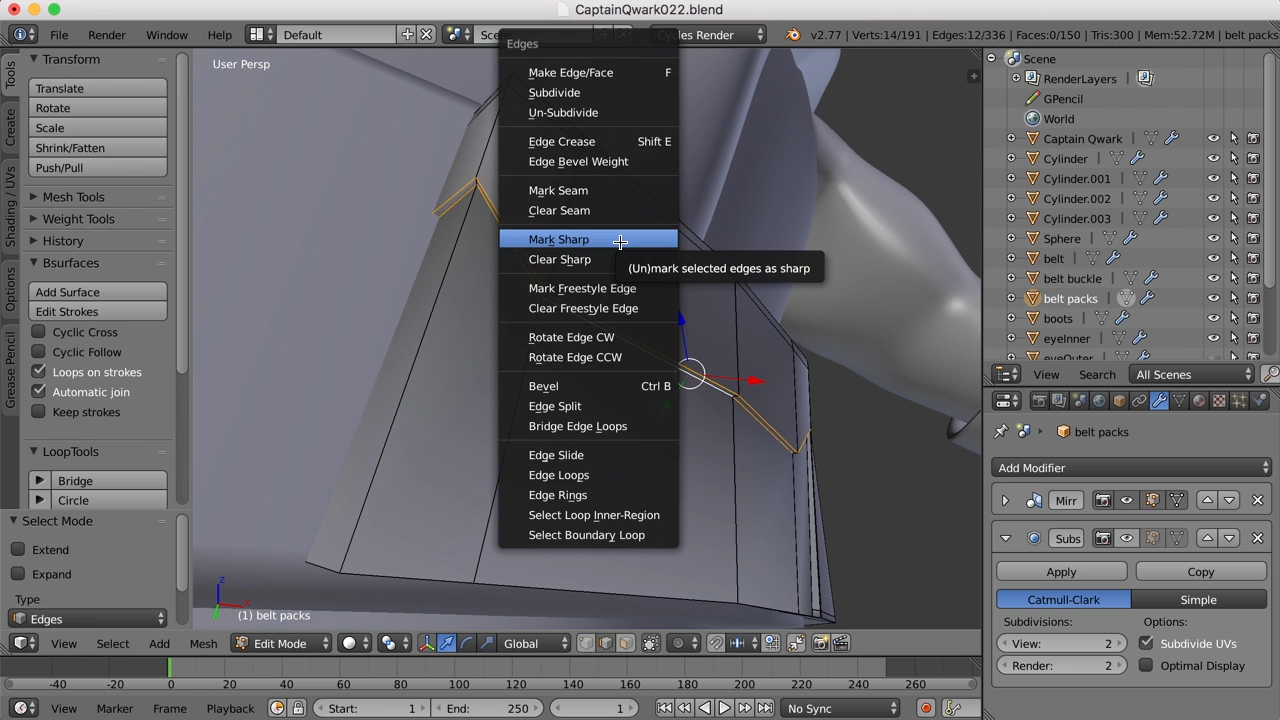 CaptainQwark022.blend
File Render Window Help Default Scene Cycles Render v2.77 | Verts:14/191 | Edges:12/336 | Faces:0/150 | Tris:300 | Mem:52.72M | belt packs
Tools
Create
Shading / UVs
Options
Grease Pencil
Transform
Translate
Rotate
Scale
Shrink/Fatten
Push/Pull
Mesh Tools
Weight Tools
History
Bsurfaces
Add Surface
Edit Strokes
Cyclic Cross
Cyclic Follow
Loops on strokes
Automatic join
Keep strokes
LoopTools
Bridge
Circle
Select Mode
Extend
Expand
Type
Edges
User Persp
Edges
Make Edge/Face F
Subdivide
Un-Subdivide
Edge Crease Shift E
Edge Bevel Weight
Mark Seam
Clear Seam
Mark Sharp
Clear Sharp
(Un)mark selected edges as sharp
Mark Freestyle Edge
Clear Freestyle Edge
Rotate Edge CW
Rotate Edge CCW
Bevel Ctrl B
Edge Split
Bridge Edge Loops
Edge Slide
Edge Loops
Edge Rings
Select Loop Inner-Region
Select Boundary Loop
z
x
(1) belt packs
Scene
RenderLayers |
GPencil
World
Captain Qwark |
Cylinder |
Cylinder.001 |
Cylinder.002 |
Cylinder.003 |
Sphere |
belt |
belt buckle |
belt packs |
boots |
eyeInner |
eyeOuter
View Search All Scenes
belt packs
Add Modifier
Mirr
Subs
Apply Copy
Catmull-Clark Simple
Subdivisions: Options:
View: 2 Subdivide UVs
Render: 2 Optimal Display
View Select Add Mesh Edit Mode Global
-40 -20 0 20 40 60 80 100 120 140 160 180 200 220 240 260
View Marker Frame Playback Start: 1 End: 250 1 No Sync